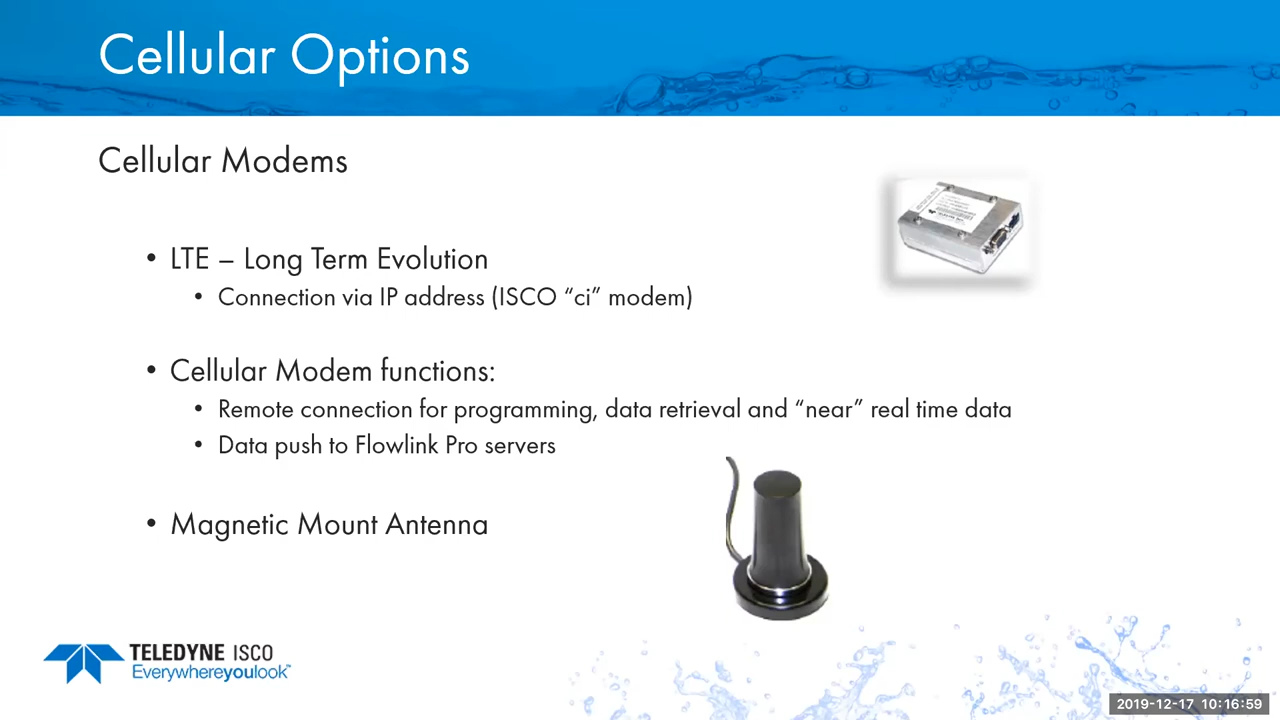 Cellular Options
Cellular Modems
• LTE – Long Term Evolution
• Connection via IP address (ISCO “ci” modem)
• Cellular Modem functions:
• Remote connection for programming, data retrieval and “near” real time data
• Data push to Flowlink Pro servers
• Magnetic Mount Antenna
TELEDYNE ISCO
Everywhereyoulook™
2019-12-17 10:16:59